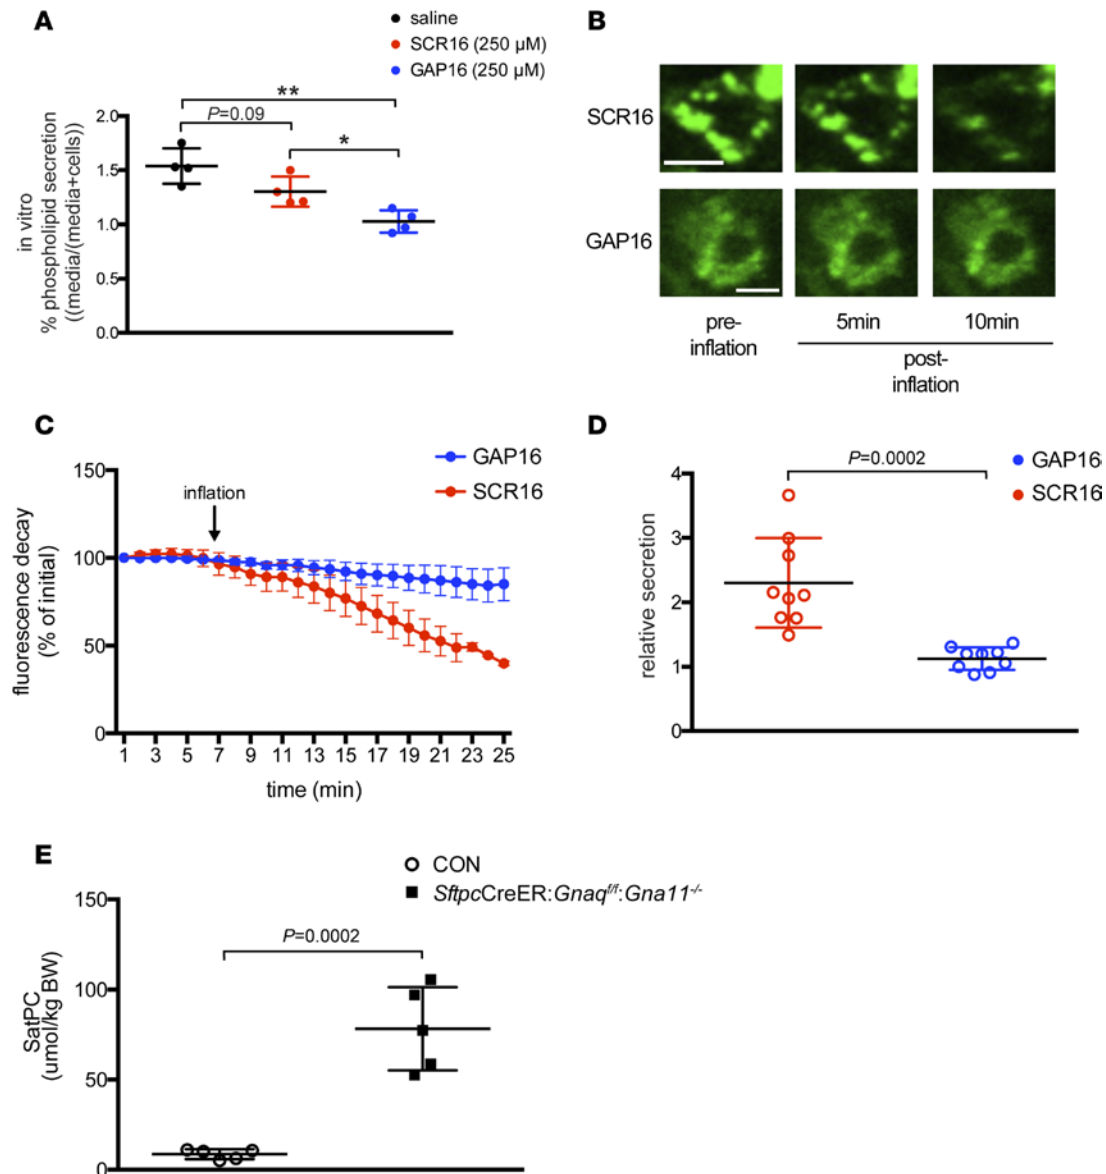 A
saline
SCR16 (250 µM)
GAP16 (250 µM)
**
P=0.09
*
2.0
1.5
1.0
0.5
0.0
in vitro
% phospholipid secretion
((media/(media+cells))
B
SCR16
GAP16
pre-
inflation
5min
10min
post-
inflation
C
GAP16
SCR16
inflation
150
100
50
0
fluorescence decay
(% of initial)
1 3 5 7 9 11 13 15 17 19 21 23 25
time (min)
D
P=0.0002
GAP16
SCR16
4
3
2
1
0
relative secretion
E
CON
SftpcCreER:Gnaq^f/f:Gna11^-/-
P=0.0002
150
100
50
0
SatPC
(umol/kg BW)